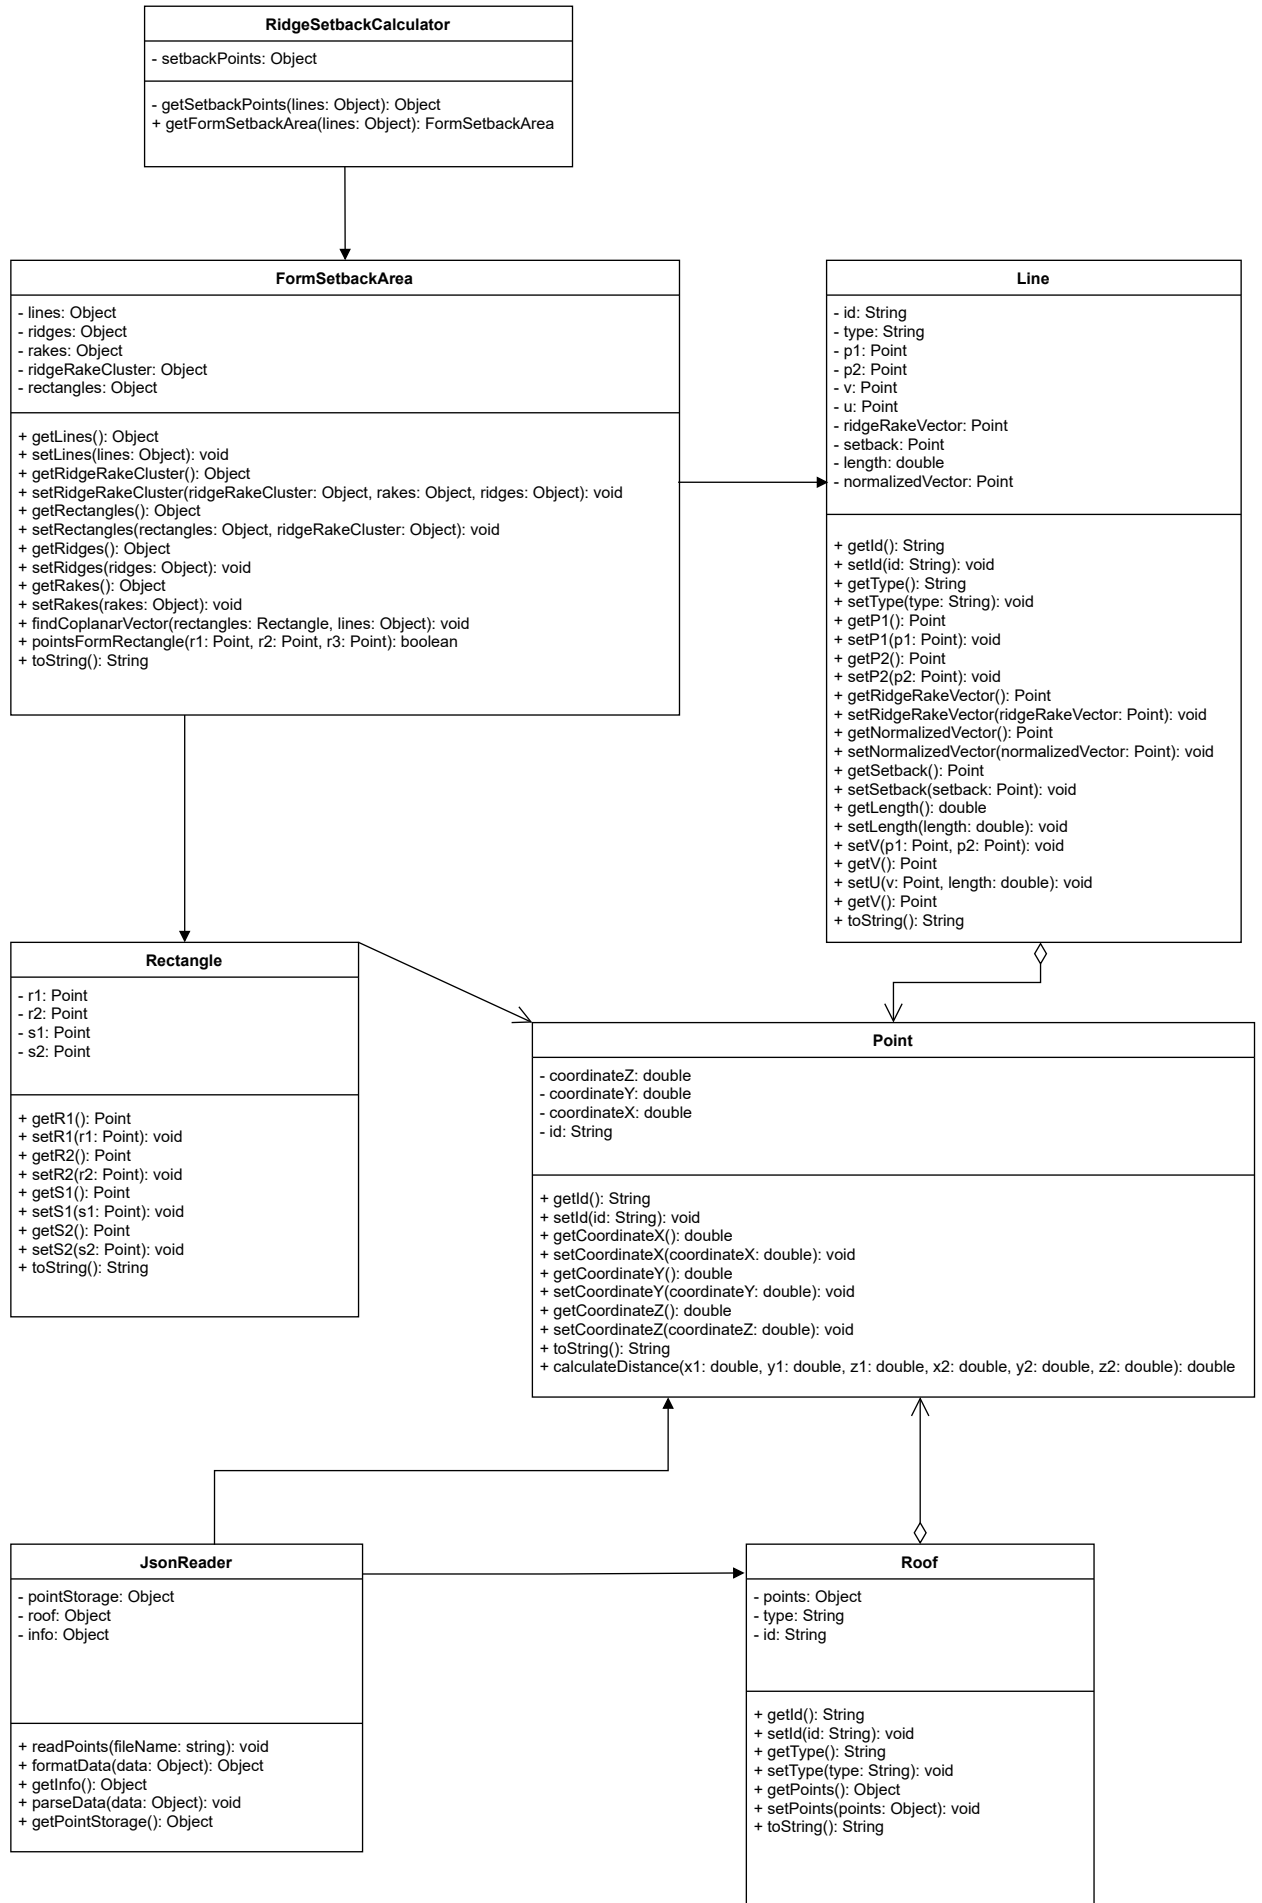 RidgeSetbackCalculator
- setbackPoints: Object
- getSetbackPoints(lines: Object): Object
+ getFormSetbackArea(lines: Object): FormSetbackArea
FormSetbackArea
- lines: Object
- ridges: Object
- rakes: Object
- ridgeRakeCluster: Object
- rectangles: Object
+ getLines(): Object
+ setLines(lines: Object): void
+ getRidgeRakeCluster(): Object
+ setRidgeRakeCluster(ridgeRakeCluster: Object, rakes: Object, ridges: Object): void
+ getRectangles(): Object
+ setRectangles(rectangles: Object, ridgeRakeCluster: Object): void
+ getRidges(): Object
+ setRidges(ridges: Object): void
+ getRakes(): Object
+ setRakes(rakes: Object): void
+ findCoplanarVector(rectangles: Rectangle, lines: Object): void
+ pointsFormRectangle(r1: Point, r2: Point, r3: Point): boolean
+ toString(): String
Line
- id: String
- type: String
- p1: Point
- p2: Point
- v: Point
- u: Point
- ridgeRakeVector: Point
- setback: Point
- length: double
- normalizedVector: Point
+ getId(): String
+ setId(id: String): void
+ getType(): String
+ setType(type: String): void
+ getP1(): Point
+ setP1(p1: Point): void
+ getP2(): Point
+ setP2(p2: Point): void
+ getRidgeRakeVector(): Point
+ setRidgeRakeVector(ridgeRakeVector: Point): void
+ getNormalizedVector(): Point
+ setNormalizedVector(normalizedVector: Point): void
+ getSetback(): Point
+ setSetback(setback: Point): void
+ getLength(): double
+ setLength(length: double): void
+ setV(p1: Point, p2: Point): void
+ getV(): Point
+ setU(v: Point, length: double): void
+ getV(): Point
+ toString(): String
Rectangle
- r1: Point
- r2: Point
- s1: Point
- s2: Point
+ getR1(): Point
+ setR1(r1: Point): void
+ getR2(): Point
+ setR2(r2: Point): void
+ getS1(): Point
+ setS1(s1: Point): void
+ getS2(): Point
+ setS2(s2: Point): void
+ toString(): String
Point
- coordinateZ: double
- coordinateY: double
- coordinateX: double
- id: String
+ getId(): String
+ setId(id: String): void
+ getCoordinateX(): double
+ setCoordinateX(coordinateX: double): void
+ getCoordinateY(): double
+ setCoordinateY(coordinateY: double): void
+ getCoordinateZ(): double
+ setCoordinateZ(coordinateZ: double): void
+ toString(): String
+ calculateDistance(x1: double, y1: double, z1: double, x2: double, y2: double, z2: double): double
JsonReader
- pointStorage: Object
- roof: Object
- info: Object
+ readPoints(fileName: string): void
+ formatData(data: Object): Object
+ getInfo(): Object
+ parseData(data: Object): void
+ getPointStorage(): Object
Roof
- points: Object
- type: String
- id: String
+ getId(): String
+ setId(id: String): void
+ getType(): String
+ setType(type: String): void
+ getPoints(): Object
+ setPoints(points: Object): void
+ toString(): String